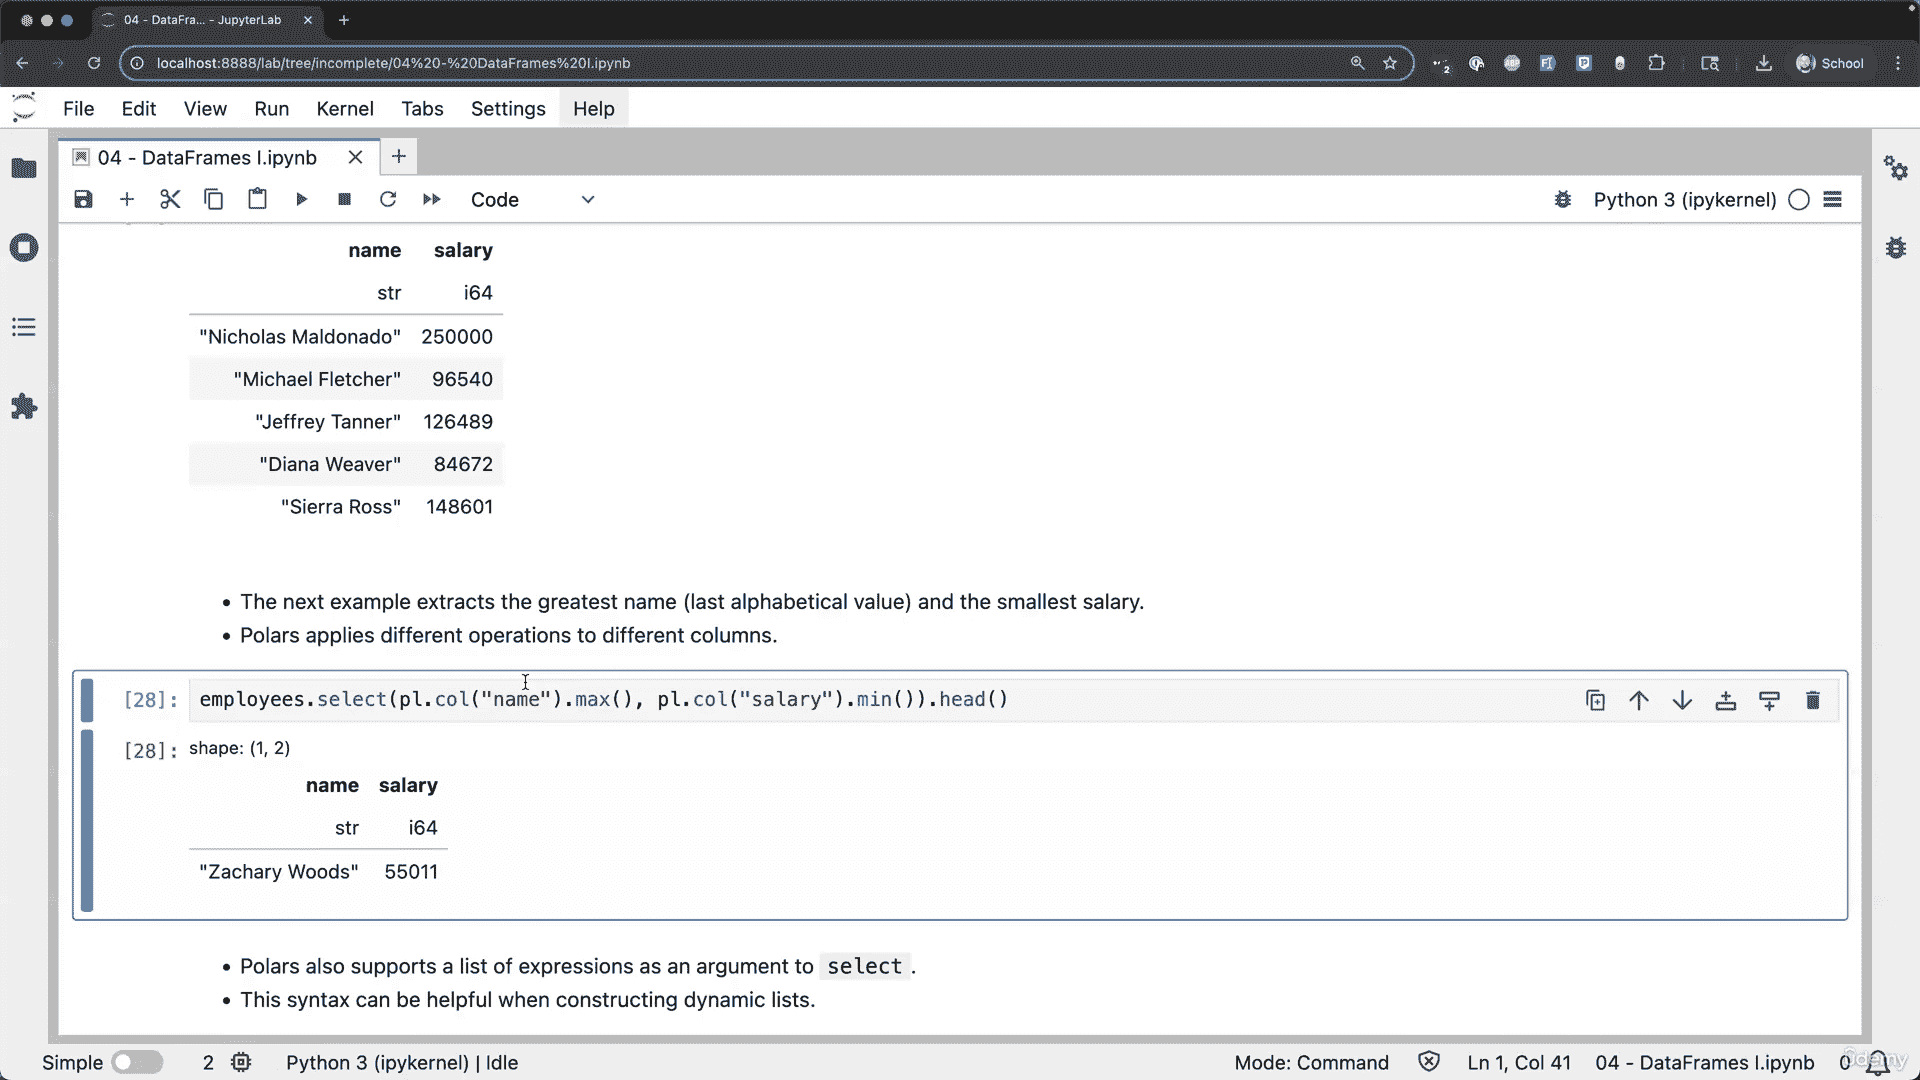 04 - DataFra... - JupyterLab
localhost:8888/lab/tree/incomplete/04%20-%20DataFrames%20I.ipynb
2
School
File Edit View Run Kernel Tabs Settings Help
04 - DataFrames I.ipynb
Code
Python 3 (ipykernel)
name salary
str i64
"Nicholas Maldonado" 250000
"Michael Fletcher" 96540
"Jeffrey Tanner" 126489
"Diana Weaver" 84672
"Sierra Ross" 148601
• The next example extracts the greatest name (last alphabetical value) and the smallest salary.
• Polars applies different operations to different columns.
[28]: employees.select(pl.col("name").max(), pl.col("salary").min()).head()
[28]: shape: (1, 2)
name salary
str i64
"Zachary Woods" 55011
• Polars also supports a list of expressions as an argument to select .
• This syntax can be helpful when constructing dynamic lists.
Simple 2 Python 3 (ipykernel) | Idle Mode: Command Ln 1, Col 41 04 - DataFrames I.ipynb 0
udemy